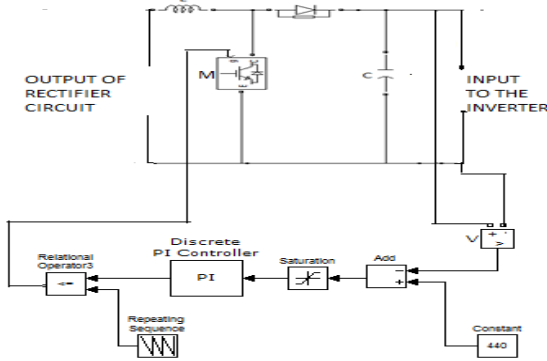 OUTPUT OF
RECTIFIER
CIRCUIT
M
C
INPUT
TO THE
INVERTER
V
Discrete
PI Controller
PI
Relational
Operator3
<=
Saturation
Add
Repeating
Sequence
Constant
440